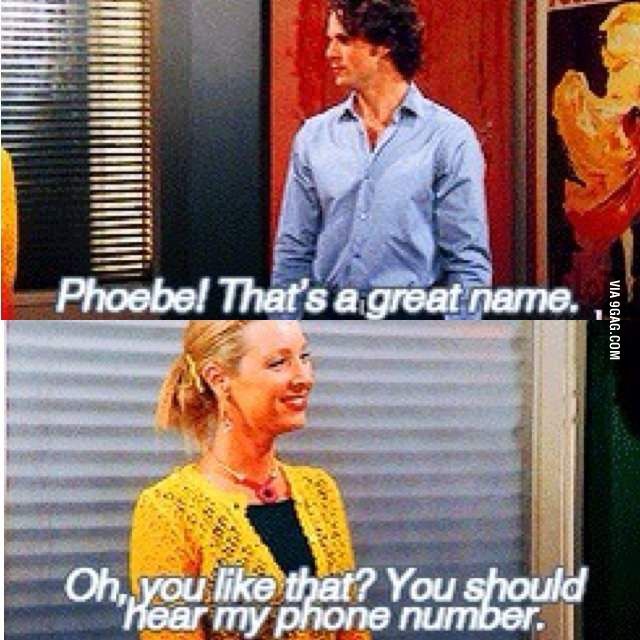 Phoebe! That's a great name.
VIA 9GAG.COM
Oh, you like that? You should
hear my phone number.